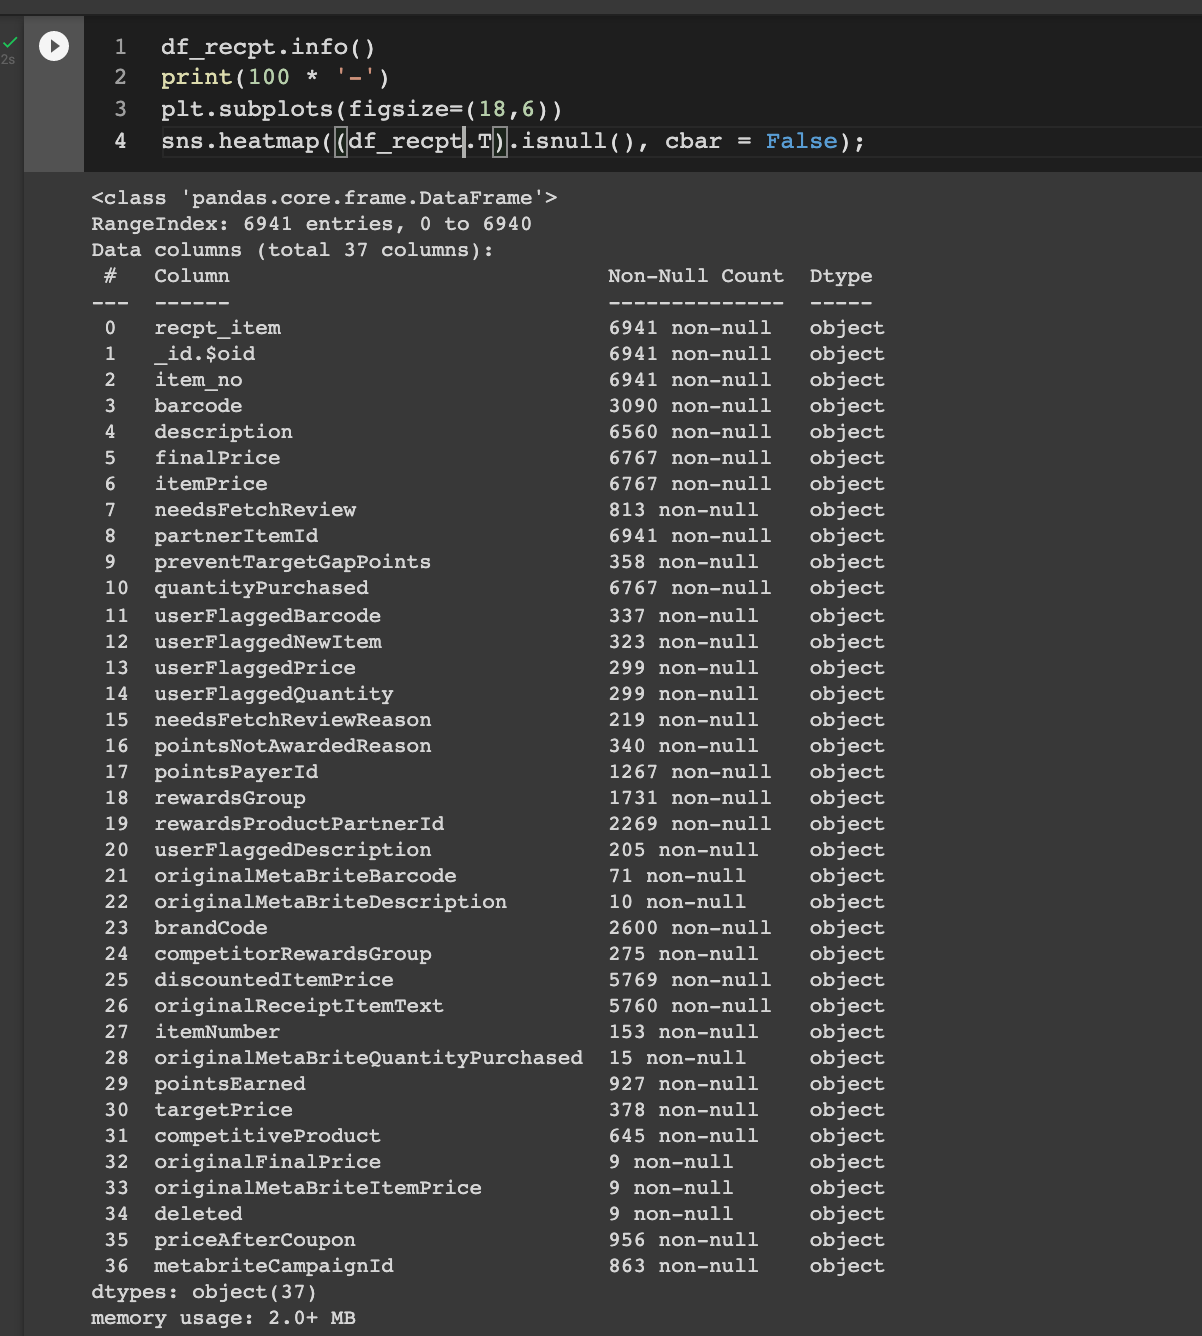 2s
1 df_recpt.info()
2 print(100 * '-')
3 plt.subplots(figsize=(18,6))
4 sns.heatmap((df_recpt.T).isnull(), cbar = False);
<class 'pandas.core.frame.DataFrame'>
RangeIndex: 6941 entries, 0 to 6940
Data columns (total 37 columns):
# Column Non-Null Count Dtype
--- ------ -------------- -----
0 recpt_item 6941 non-null object
1 _id.$oid 6941 non-null object
2 item_no 6941 non-null object
3 barcode 3090 non-null object
4 description 6560 non-null object
5 finalPrice 6767 non-null object
6 itemPrice 6767 non-null object
7 needsFetchReview 813 non-null object
8 partnerItemId 6941 non-null object
9 preventTargetGapPoints 358 non-null object
10 quantityPurchased 6767 non-null object
11 userFlaggedBarcode 337 non-null object
12 userFlaggedNewItem 323 non-null object
13 userFlaggedPrice 299 non-null object
14 userFlaggedQuantity 299 non-null object
15 needsFetchReviewReason 219 non-null object
16 pointsNotAwardedReason 340 non-null object
17 pointsPayerId 1267 non-null object
18 rewardsGroup 1731 non-null object
19 rewardsProductPartnerId 2269 non-null object
20 userFlaggedDescription 205 non-null object
21 originalMetaBriteBarcode 71 non-null object
22 originalMetaBriteDescription 10 non-null object
23 brandCode 2600 non-null object
24 competitorRewardsGroup 275 non-null object
25 discountedItemPrice 5769 non-null object
26 originalReceiptItemText 5760 non-null object
27 itemNumber 153 non-null object
28 originalMetaBriteQuantityPurchased 15 non-null object
29 pointsEarned 927 non-null object
30 targetPrice 378 non-null object
31 competitiveProduct 645 non-null object
32 originalFinalPrice 9 non-null object
33 originalMetaBriteItemPrice 9 non-null object
34 deleted 9 non-null object
35 priceAfterCoupon 956 non-null object
36 metabriteCampaignId 863 non-null object
dtypes: object(37)
memory usage: 2.0+ MB